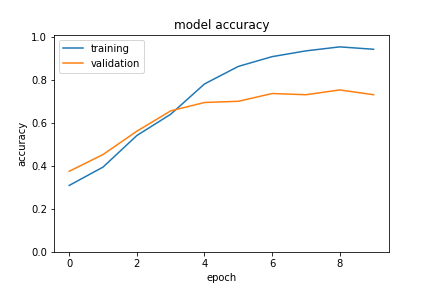 model accuracy
training
validation
1.0
0.8
0.6
0.4
0.2
0.0
accuracy
0 2 4 6 8
epoch